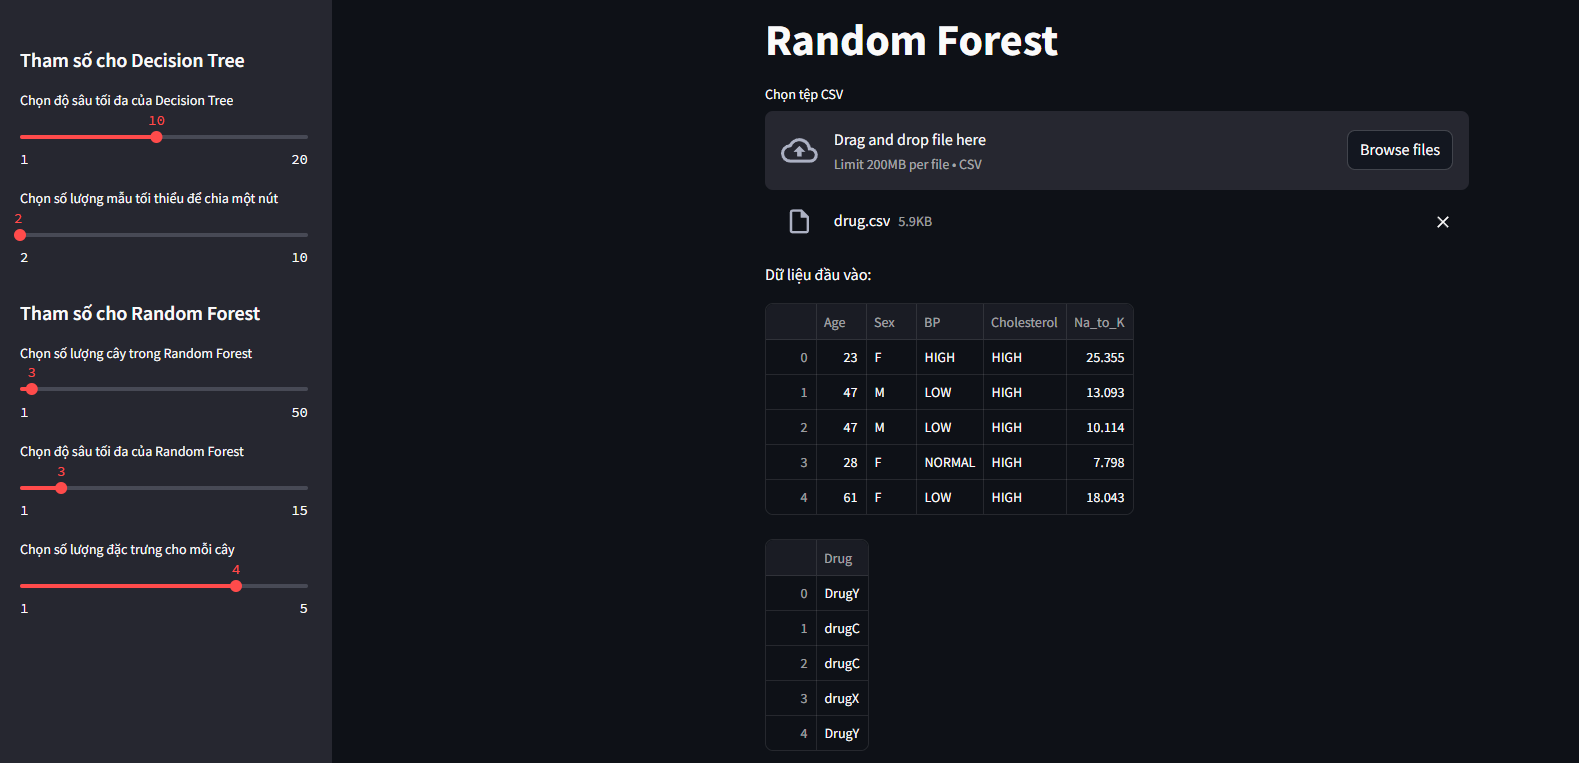 Tham số cho Decision Tree
Chọn độ sâu tối đa của Decision Tree
10
1 20
Chọn số lượng mẫu tối thiểu để chia một nút
2
2 10
Tham số cho Random Forest
Chọn số lượng cây trong Random Forest
3
1 50
Chọn độ sâu tối đa của Random Forest
3
1 15
Chọn số lượng đặc trưng cho mỗi cây
4
1 5
Random Forest
Chọn tệp CSV
Drag and drop file here
Limit 200MB per file • CSV
Browse files
drug.csv 5.9KB
Dữ liệu đầu vào:
Age Sex BP Cholesterol Na_to_K
0 23 F HIGH HIGH 25.355
1 47 M LOW HIGH 13.093
2 47 M LOW HIGH 10.114
3 28 F NORMAL HIGH 7.798
4 61 F LOW HIGH 18.043
Drug
0 DrugY
1 drugC
2 drugC
3 drugX
4 DrugY